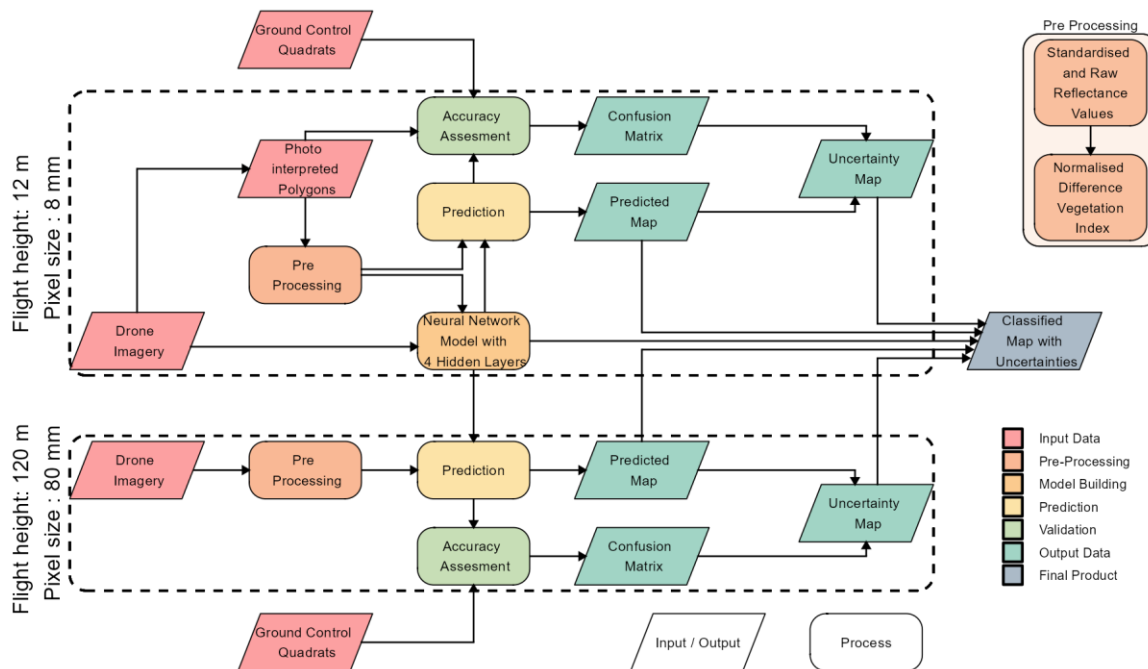 Ground Control
Quadrats
Pre Processing
Standardised
and Raw
Reflectance
Values
Normalised
Difference
Vegetation
Index
Flight height: 12 m
Pixel size : 8 mm
Accuracy
Assesment
Confusion
Matrix
Photo
interpreted
Polygons
Uncertainty
Map
Prediction
Predicted
Map
Pre
Processing
Drone
Imagery
Neural Network
Model with
4 Hidden Layers
Classified
Map with
Uncertainties
Flight height: 120 m
Pixel size : 80 mm
Drone
Imagery
Pre
Processing
Prediction
Predicted
Map
Uncertainty
Map
Accuracy
Assesment
Confusion
Matrix
Ground Control
Quadrats
Input / Output
Process
Input Data
Pre-Processing
Model Building
Prediction
Validation
Output Data
Final Product